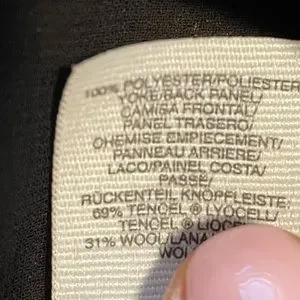 100% POLYESTER/POLIESTER
YOKE/BACK PANEL/
CAMISA FRONTAL/
PANEL TRASERO/
CHEMISE EMPIECEMENT/
PANNEAU ARRIERE/
LACO/PAINEL COSTA/
PASSE/
RÜCKENTEIL KNOPFLEISTE:
69% TENCEL ® LYOCELL/
TENCEL ® LIOCEL
31% WOOL/LANA/